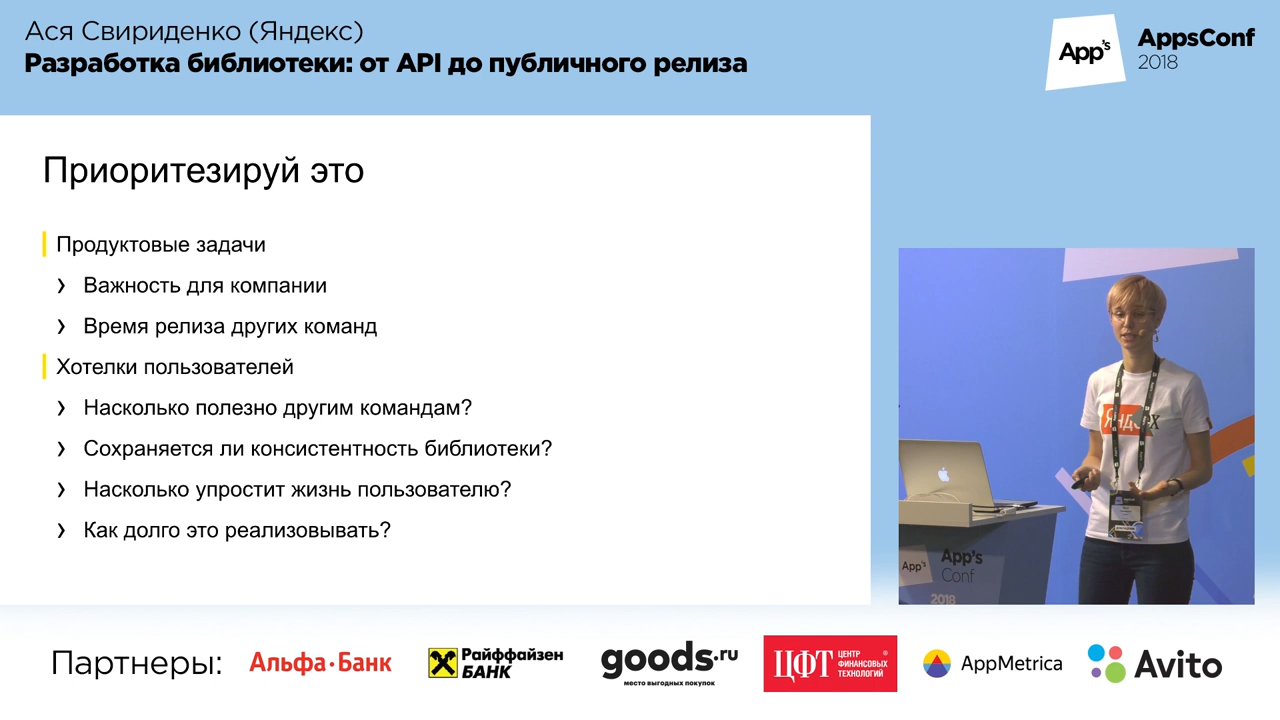 Ася Свириденко (Яндекс)
Разработка библиотеки: от API до публичного релиза
App's
AppsConf
2018
Приоритезируй это
Продуктовые задачи
› Важность для компании
› Время релиза других команд
Хотелки пользователей
› Насколько полезно другим командам?
› Сохраняется ли консистентность библиотеки?
› Насколько упростит жизнь пользователю?
› Как долго это реализовывать?
App's
App's
Conf
2018
Партнеры:
Альфа·Банк
Райффайзен
БАНК
goods.ru
место выгодных покупок
ЦФТ
ЦЕНТР
ФИНАНСОВЫХ
ТЕХНОЛОГИЙ
®
AppMetrica
Avito